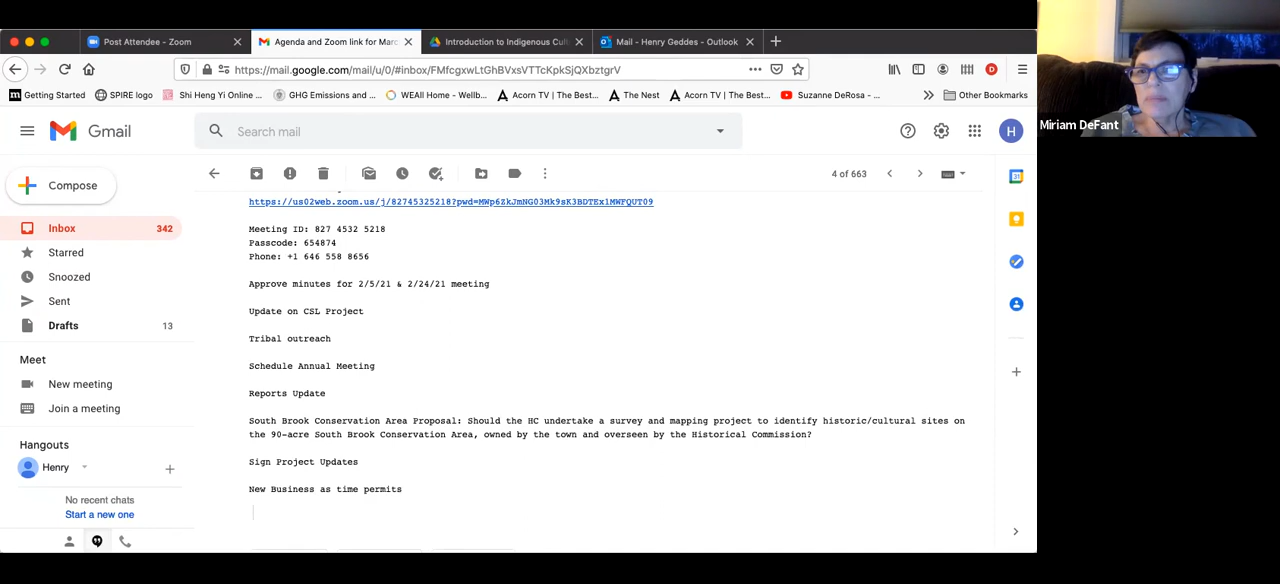 Post Attendee - Zoom
Agenda and Zoom link for Marc
Introduction to Indigenous Cult
Mail - Henry Geddes - Outlook
https://mail.google.com/mail/u/0/#inbox/FMfcgxwLtGhBVxsVTTcKpkSjQXbztgrV
Getting Started
SPIRE logo
Shi Heng Yi Online ...
GHG Emissions and ...
WEAll Home - Wellb...
Acorn TV | The Best...
The Nest
Acorn TV | The Best...
Suzanne DeRosa - ...
Other Bookmarks
Miriam DeFant
Gmail
Search mail
H
Compose
4 of 663
Inbox 342
Starred
Snoozed
Sent
Drafts 13
Meet
New meeting
Join a meeting
Hangouts
Henry
No recent chats
Start a new one
https://us02web.zoom.us/j/82745325218?pwd=MWp6ZkJmNG03Mk9sK3BDTEx1MWFQUT09
Meeting ID: 827 4532 5218
Passcode: 654874
Phone: +1 646 558 8656
Approve minutes for 2/5/21 & 2/24/21 meeting
Update on CSL Project
Tribal outreach
Schedule Annual Meeting
Reports Update
South Brook Conservation Area Proposal: Should the HC undertake a survey and mapping project to identify historic/cultural sites on
the 90-acre South Brook Conservation Area, owned by the town and overseen by the Historical Commission?
Sign Project Updates
New Business as time permits